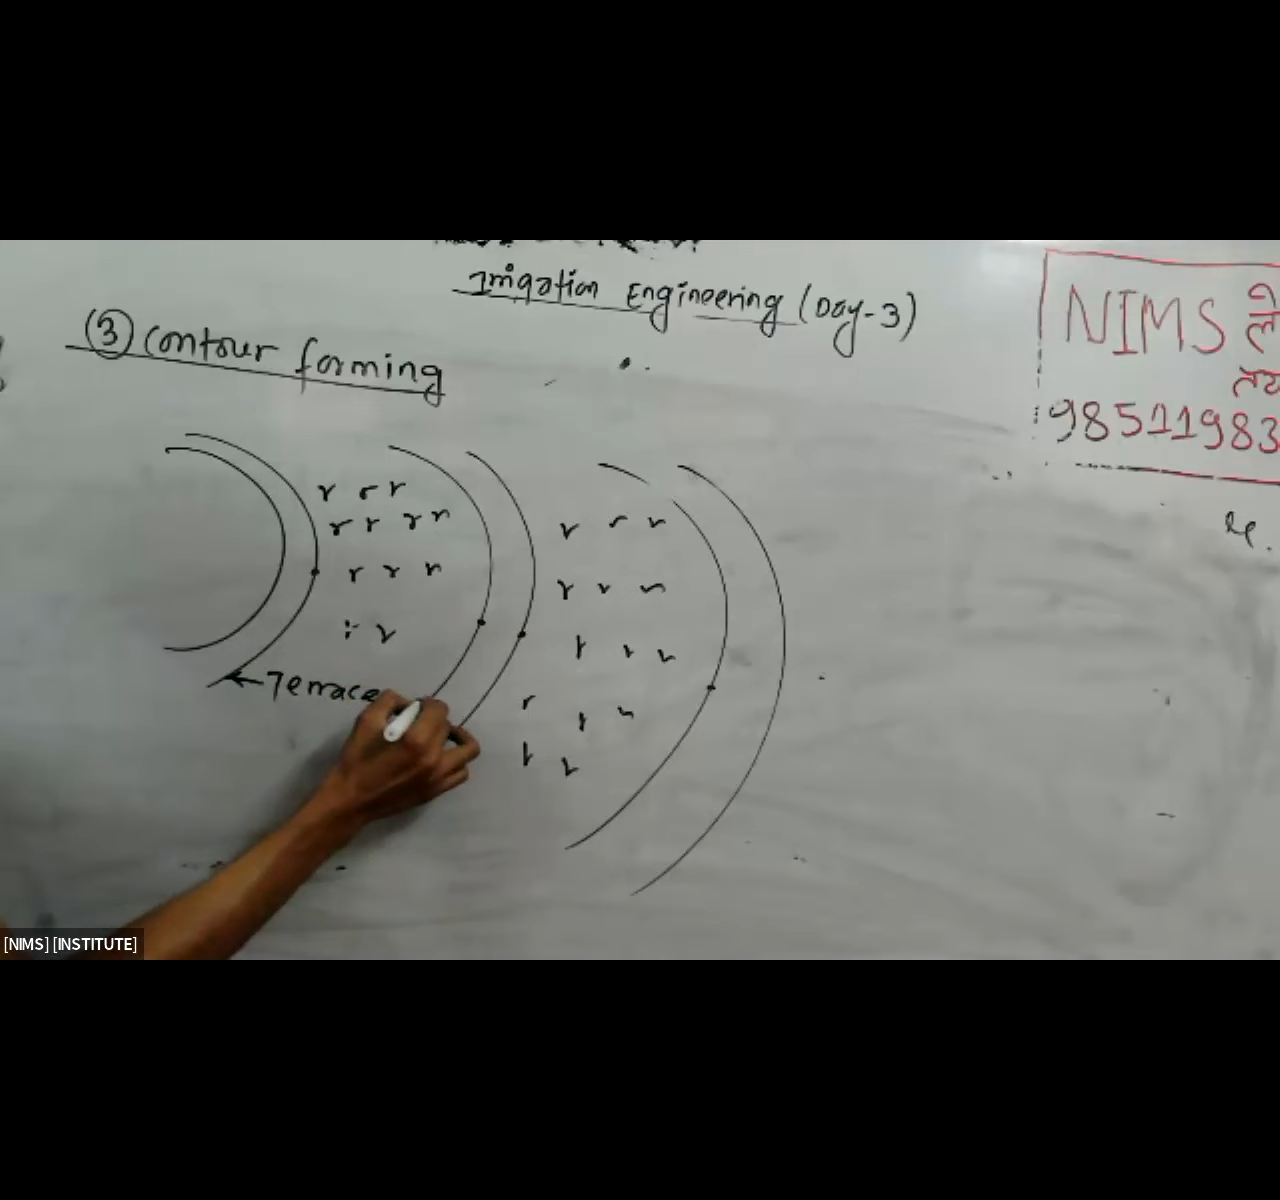 Irrigation Engineering (Day-3)
③ Contour farming
Terrace
NIMS ले
98511983
[NIMS] [INSTITUTE]